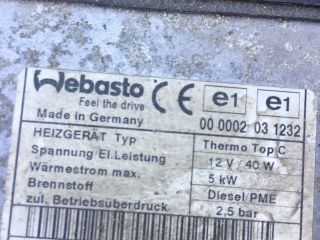 Webasto CE e1 e1
Feel the drive
Made in Germany 00 0002 03 1232
HEIZGERÄT Typ Thermo Top C
Spannung/El.Leistung 12 V / 40 W
Wärmestrom max. 5 kW
Brennstoff Diesel/PME
zul. Betriebsüberdruck 2,5 bar